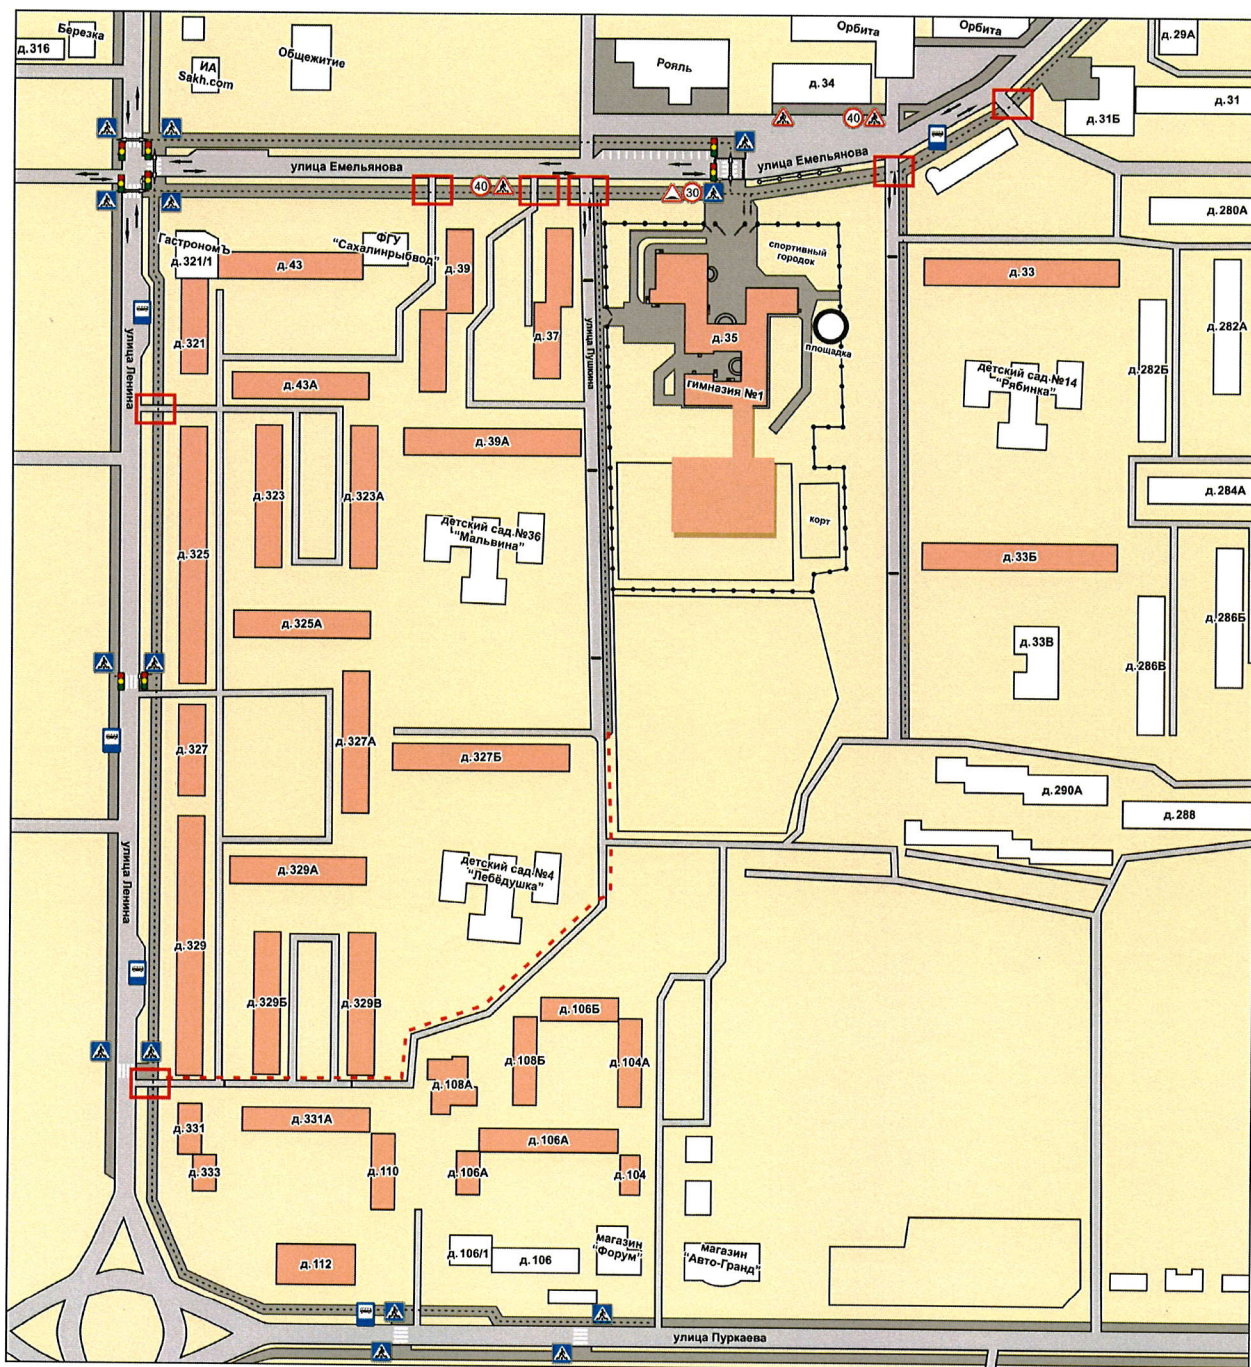 Березка
д.316
ИА
Sakh.com
Общежитие
Рояль
Орбита
д.34
Орбита
д.29А
д.31
д.31Б
40
улица Емельянова
улица Емельянова
40
30
д.280А
ГастрономЪ
д.321/1
д.43
ФГУ
"Сахалинрыбвод"
д.39
спортивный
городок
д.33
д.321
д.37
улица Пушкина
д.35
площадка
д.282А
улица Ленина
д.43А
гимназия №1
детский сад №14
"Рябинка"
д.282Б
д.39А
д.323
д.323А
д.284А
корт
детский сад №36
"Мальвина"
д.325
д.33Б
д.325А
д.286Б
д.33В
д.286В
д.327
д.327А
д.327Б
д.290А
д.288
улица Ленина
д.329А
детский сад №4
"Лебёдушка"
д.329
д.329Б
д.329В
д.106Б
д.108Б
д.104А
д.108А
д.331
д.331А
д.106А
д.333
д.110
д.106А
д.104
д.112
д.106/1
д.106
магазин
"Форум"
магазин
"Авто-Гранд"
улица Пуркаева